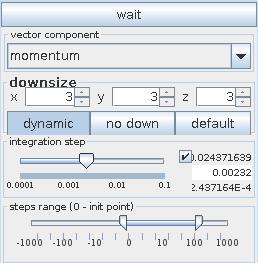 wait
vector component
momentum
downsize
x 3 y 3 z 3
dynamic no down default
integration step
0.024371639
0.00232
2.437164E-4
0.0001 0.001 0.01 0.1
steps range (0 - init point)
-1000 -100 -10 0 10 100 1000